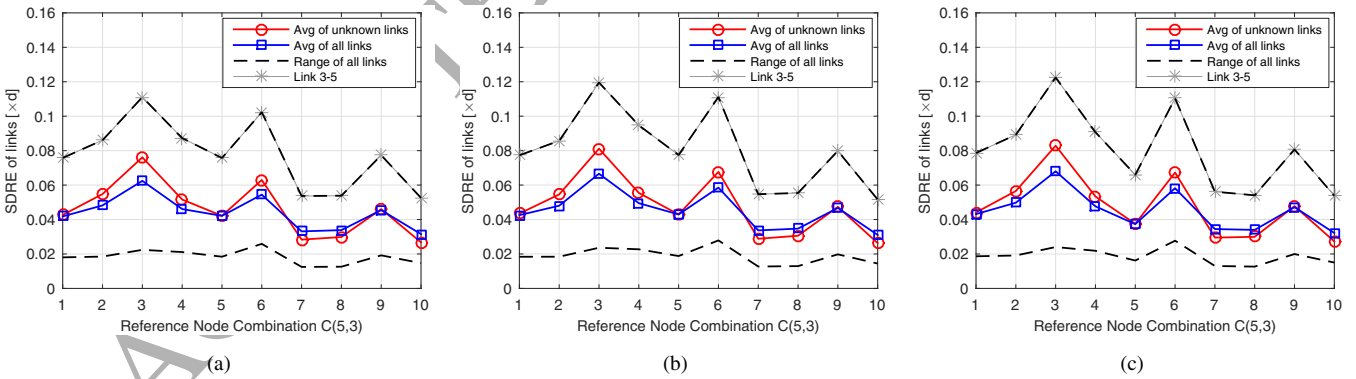 0.16
0.14
0.12
0.1
0.08
0.06
0.04
0.02
0
SDRE of links [×d]
Avg of unknown links
Avg of all links
Range of all links
Link 3-5
1 2 3 4 5 6 7 8 9 10
Reference Node Combination C(5,3)
(a)
0.16
0.14
0.12
0.1
0.08
0.06
0.04
0.02
0
SDRE of links [×d]
Avg of unknown links
Avg of all links
Range of all links
Link 3-5
1 2 3 4 5 6 7 8 9 10
Reference Node Combination C(5,3)
(b)
0.16
0.14
0.12
0.1
0.08
0.06
0.04
0.02
0
SDRE of links [×d]
Avg of unknown links
Avg of all links
Range of all links
Link 3-5
1 2 3 4 5 6 7 8 9 10
Reference Node Combination C(5,3)
(c)